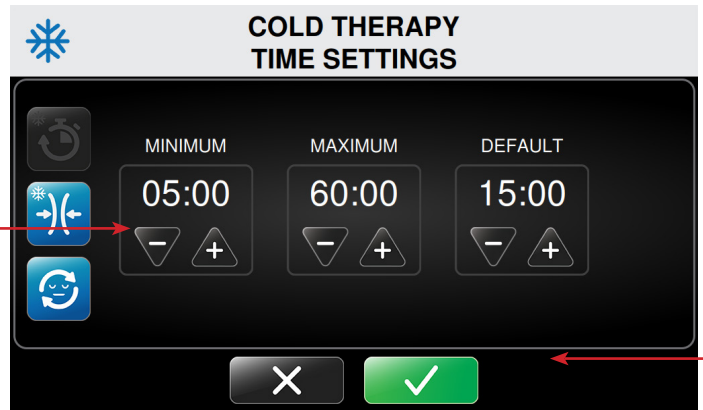 COLD THERAPY
TIME SETTINGS
MINIMUM MAXIMUM DEFAULT
05:00 60:00 15:00